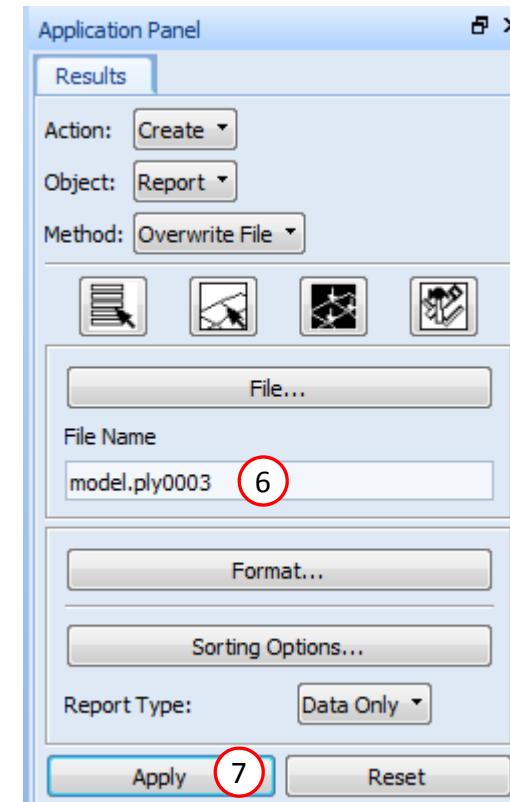 Application Panel
Results
Action: Create
Object: Report
Method: Overwrite File
File...
File Name
model.ply0003 6
Format...
Sorting Options...
Report Type: Data Only
Apply 7 Reset